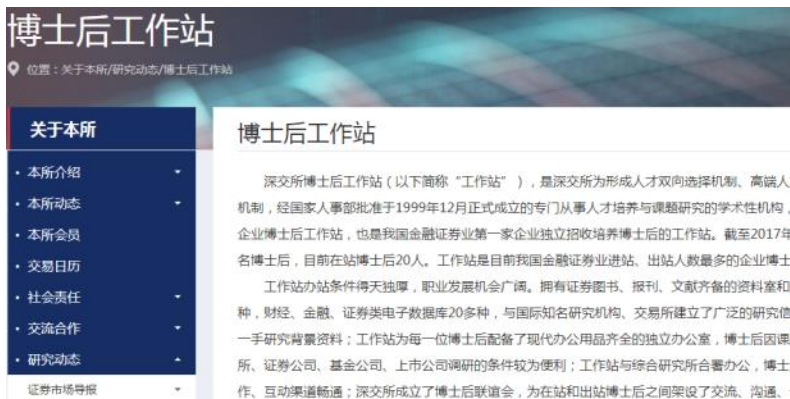 博士后工作站
位置：关于本所/研究动态/博士后工作站
关于本所
本所介绍
本所动态
本所会员
交易日历
社会责任
交流合作
研究动态
证券市场导报
博士后工作站
深交所博士后工作站（以下简称“工作站”），是深交所为形成人才双向选择机制、高端人
机制，经国家人事部批准于1999年12月正式成立的专门从事人才培养与课题研究的学术性机构，
企业博士后工作站，也是我国金融证券业第一家企业独立招收培养博士后的工作站。截至2017年
名博士后，目前在站博士后20人。工作站是目前我国金融证券业进站、出站人数最多的企业博士
工作站办站条件得天独厚，职业发展机会广阔。拥有证券图书、报刊、文献齐备的资料室和
种，财经、金融、证券类电子数据库20多种，与国际知名研究机构、交易所建立了广泛的研究信
一手研究背景资料；工作站为每一位博士后配备了现代办公用品齐全的独立办公室，博士后因课
所、证券公司、基金公司、上市公司调研的条件较为便利；工作站与综合研究所合署办公，博士
作、互动渠道畅通；深交所成立了博士后联谊会，为在站和出站博士后之间架设了交流、沟通、